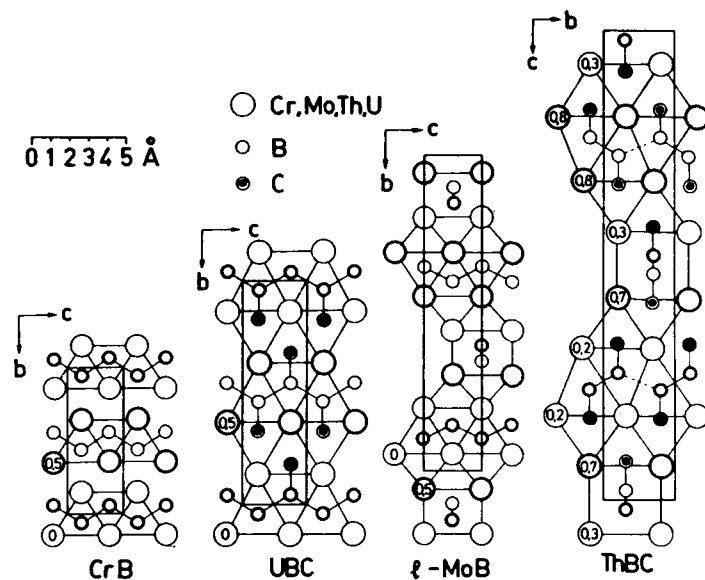 b
c
0,3
Cr,Mo,Th,U
B
C
0 1 2 3 4 5 Å
c
b
0,8
0,8
c
b
0,3
c
b
0,7
0,2
0,5
0,2
0,5
0
0,7
0,5
0
0
0,3
CrB
UBC
ℓ-MoB
ThBC